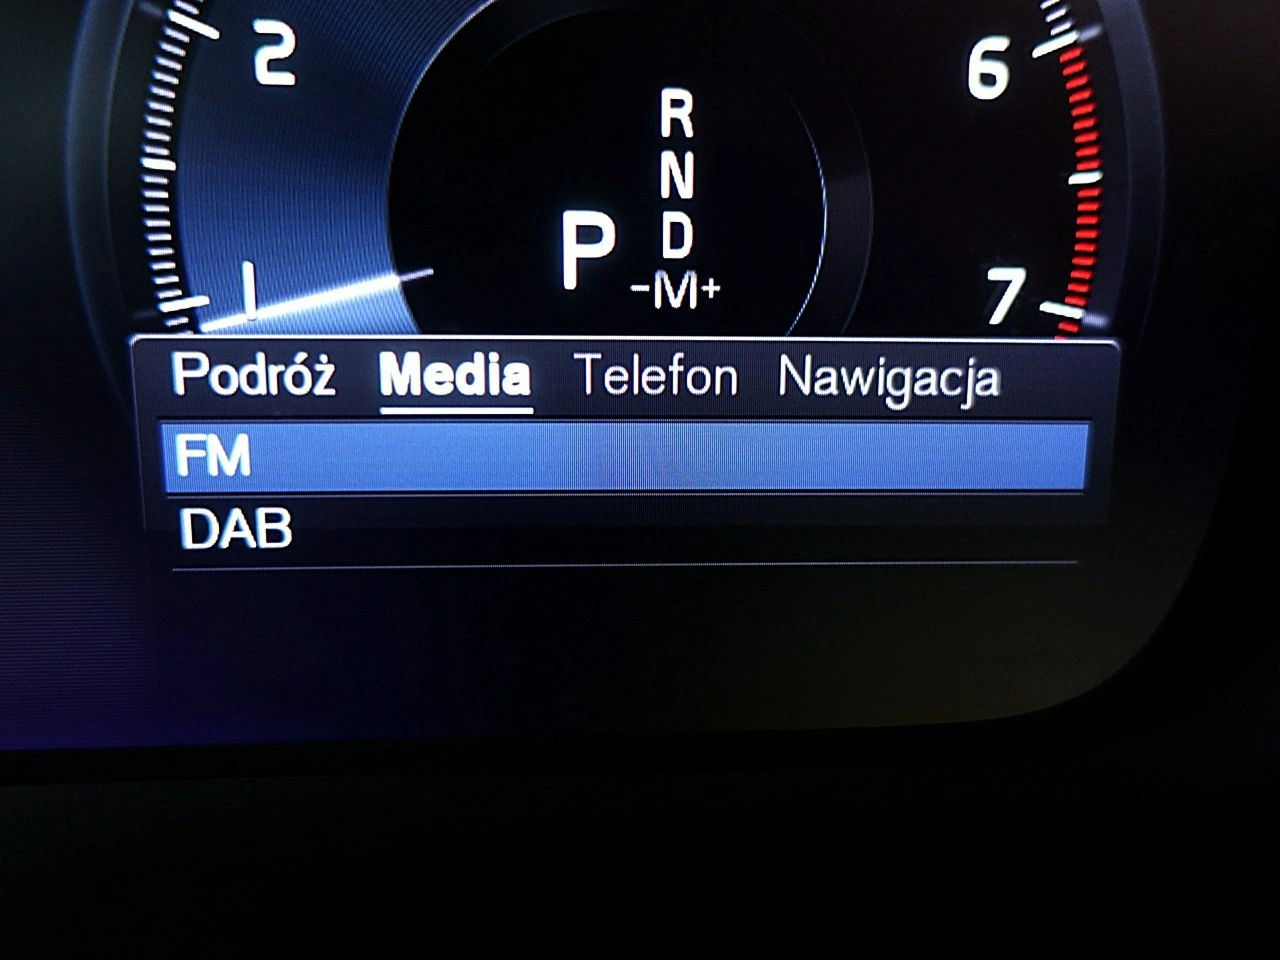 2
6
R
N
P
D
-M+
1
7
Podróż Media Telefon Nawigacja
FM
DAB